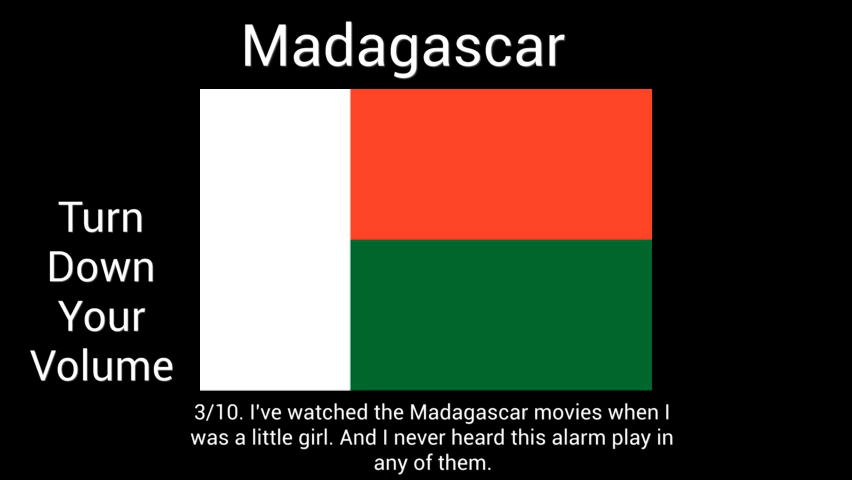 Madagascar
Turn
Down
Your
Volume
3/10. I've watched the Madagascar movies when I
was a little girl. And I never heard this alarm play in
any of them.